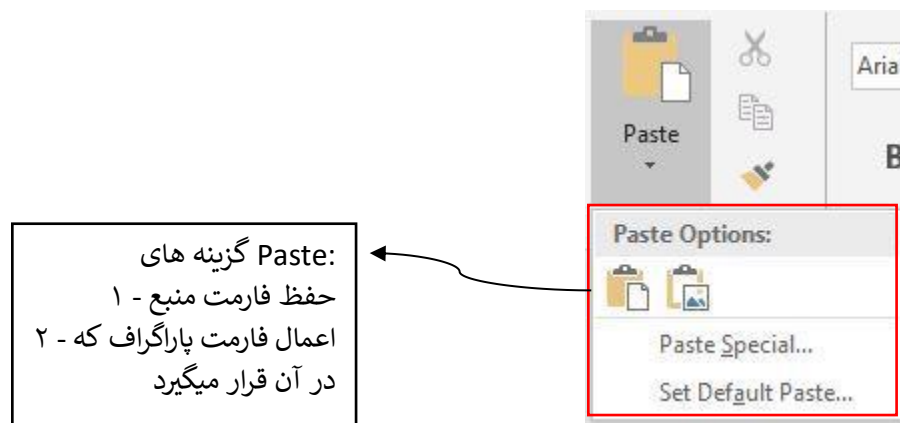 Paste
Aria
B
Paste Options:
Paste Special...
Set Default Paste...
گزینه های Paste:
۱ - حفظ فارمت منبع
۲ - اعمال فارمت پاراگراف که
در آن قرار میگیرد